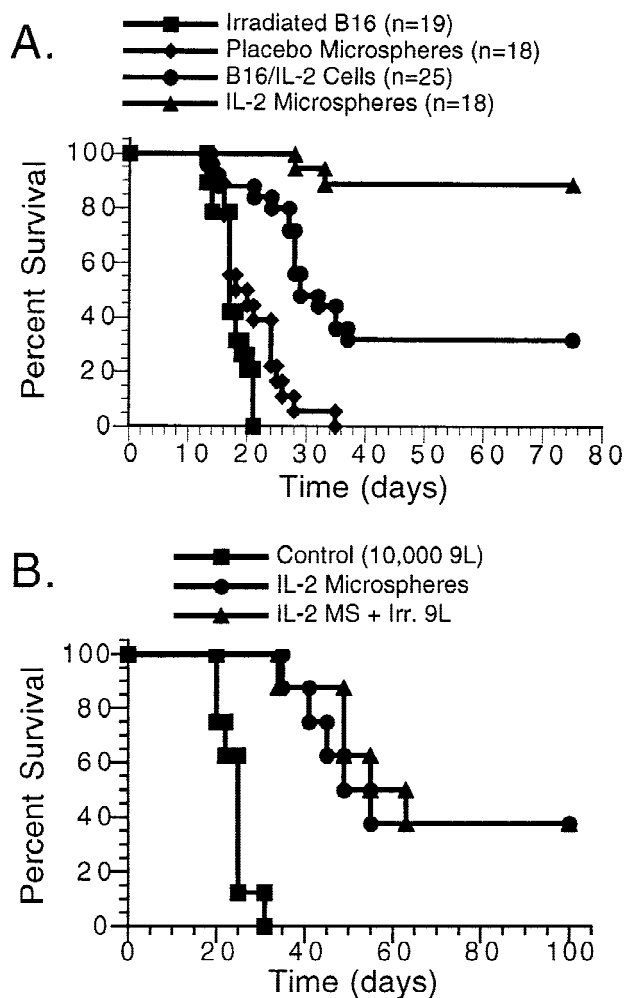 A.
Irradiated B16 (n=19)
Placebo Microspheres (n=18)
B16/IL-2 Cells (n=25)
IL-2 Microspheres (n=18)
Percent Survival
100
80
60
40
20
0
0 10 20 30 40 50 60 70 80
Time (days)
B.
Control (10,000 9L)
IL-2 Microspheres
IL-2 MS + Irr. 9L
Percent Survival
100
80
60
40
20
0
0 20 40 60 80 100
Time (days)